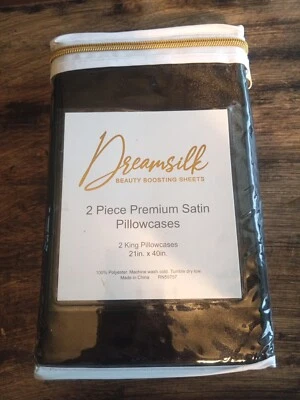 Dreamsilk
BEAUTY BOOSTING SHEETS
2 Piece Premium Satin
Pillowcases
2 King Pillowcases
21in. x 40in.
100% Polyester. Machine wash cold. Tumble dry low.
Made in China